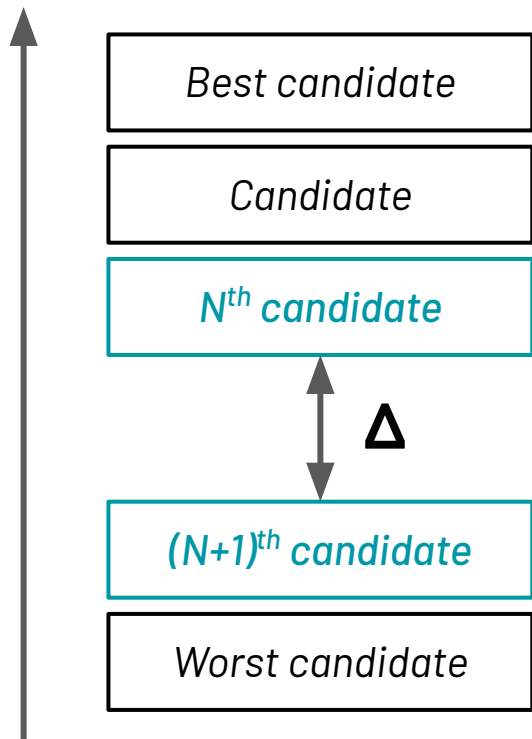 Best candidate
Candidate
Nth candidate
Δ
(N+1)th candidate
Worst candidate